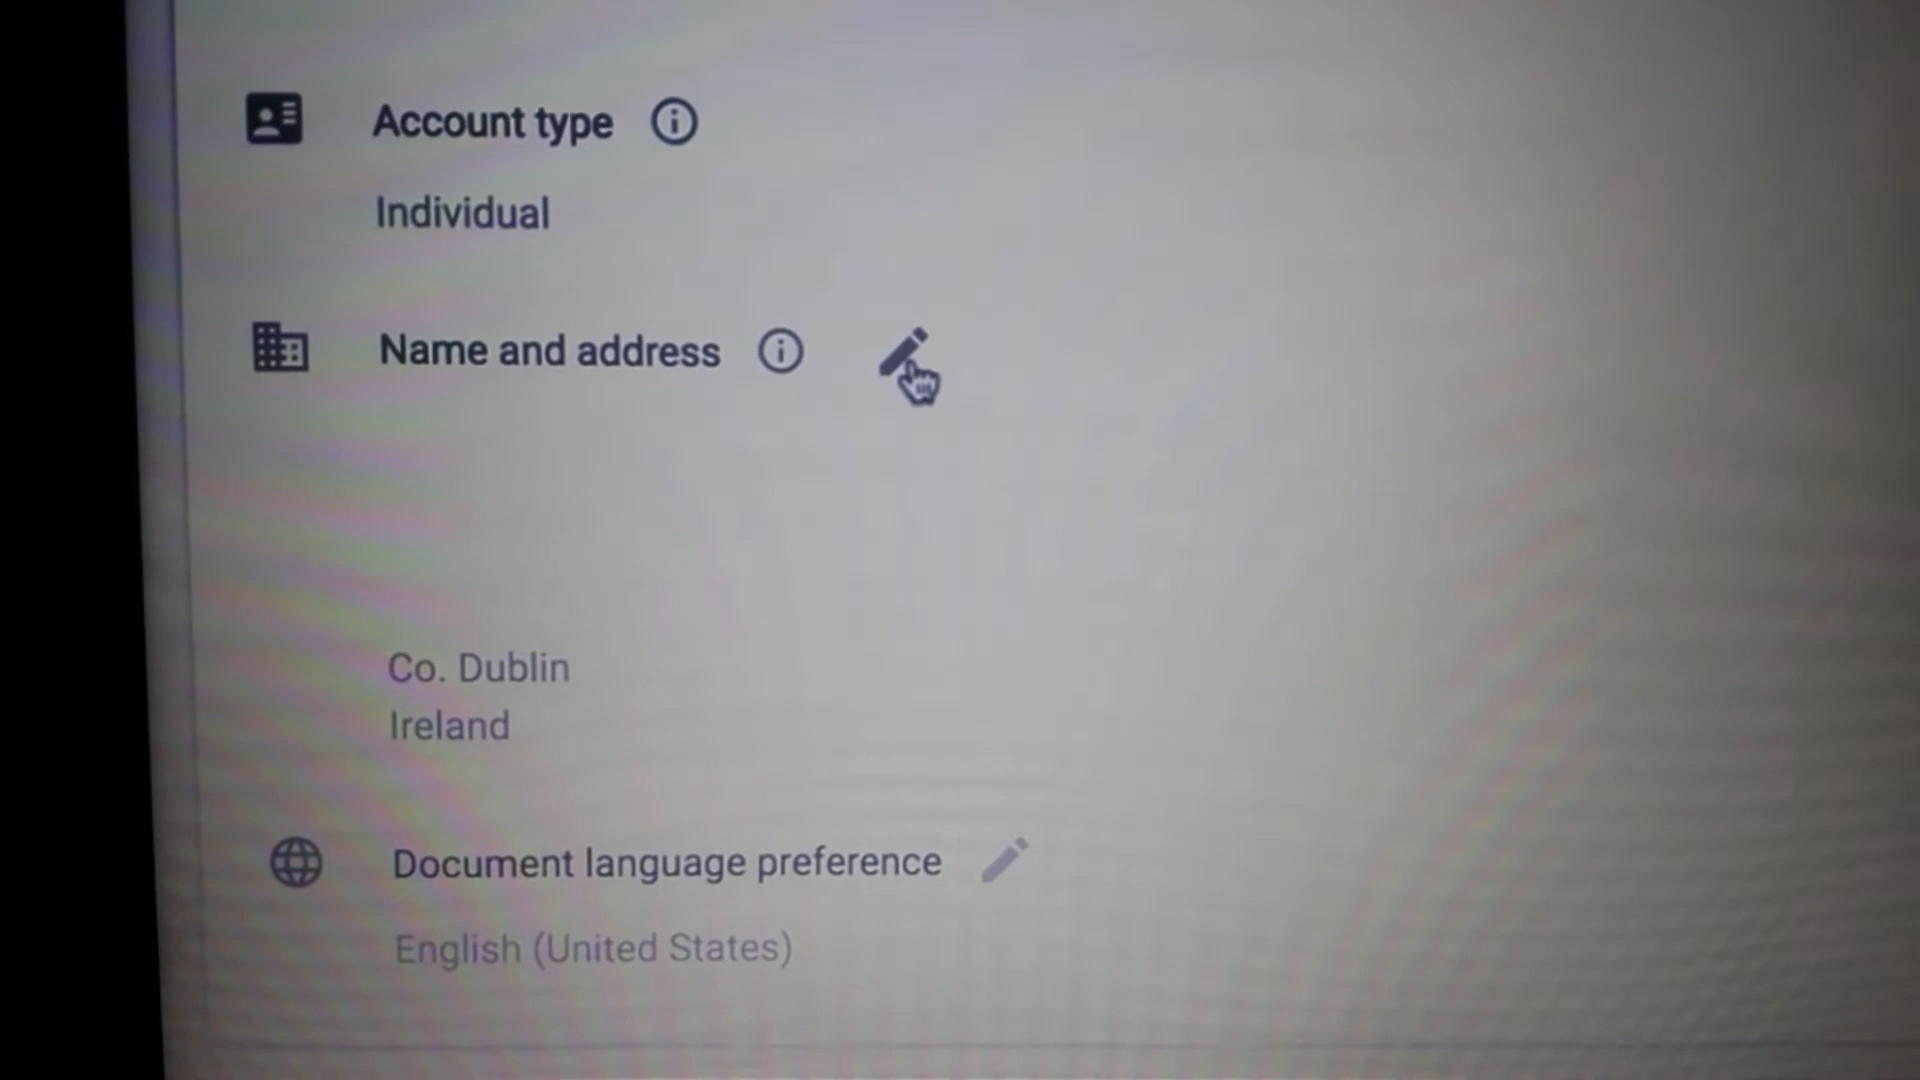 Account type
Individual
Name and address
Co. Dublin
Ireland
Document language preference
English (United States)